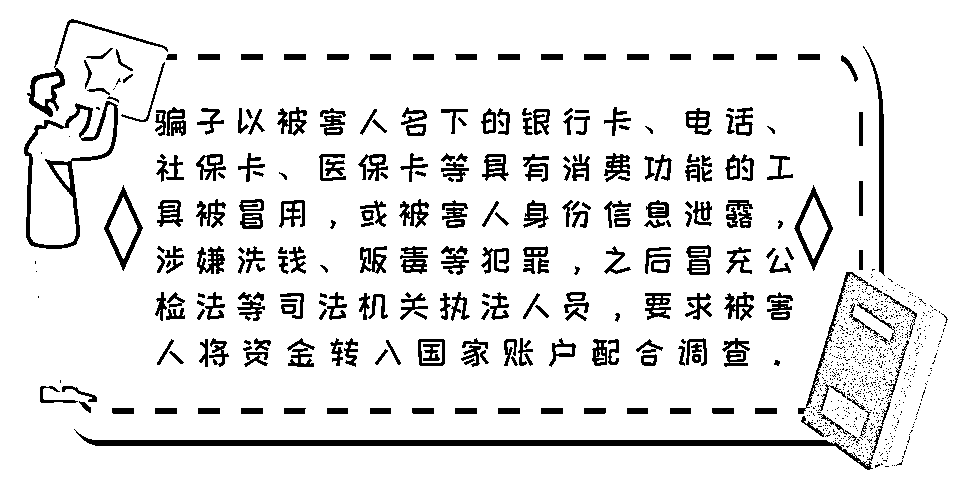 骗子以被害人名下的银行卡、电话、
社保卡、医保卡等具有消费功能的工
具被冒用，或被害人身份信息泄露，
涉嫌洗钱、贩毒等犯罪，之后冒充公
检法等司法机关执法人员，要求被害
人将资金转入国家账户配合调查.